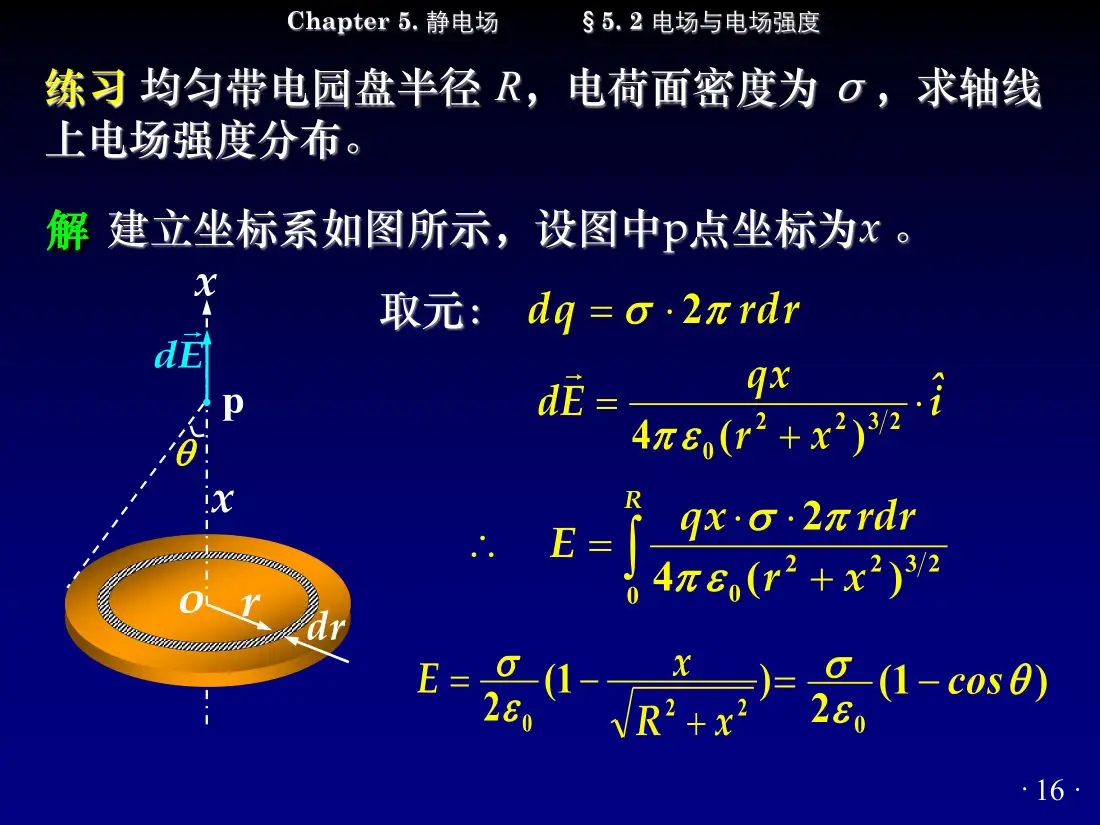 Chapter 5. 静电场 §5. 2 电场与电场强度
练习 均匀带电园盘半径 R，电荷面密度为 σ ，求轴线
上电场强度分布。
解 建立坐标系如图所示，设图中p点坐标为x 。
取元： dq = σ · 2π rdr
x
dE⃗
p
θ
x
o r
dr
dE⃗ = qx / 4π ε₀ (r² + x²)^{3/2} · î
∴ E = ∫₀^R qx · σ · 2π rdr / 4π ε₀ (r² + x²)^{3/2}
E = σ / 2ε₀ (1 − x / √(R² + x²)) = σ / 2ε₀ (1 − cos θ)
· 16 ·